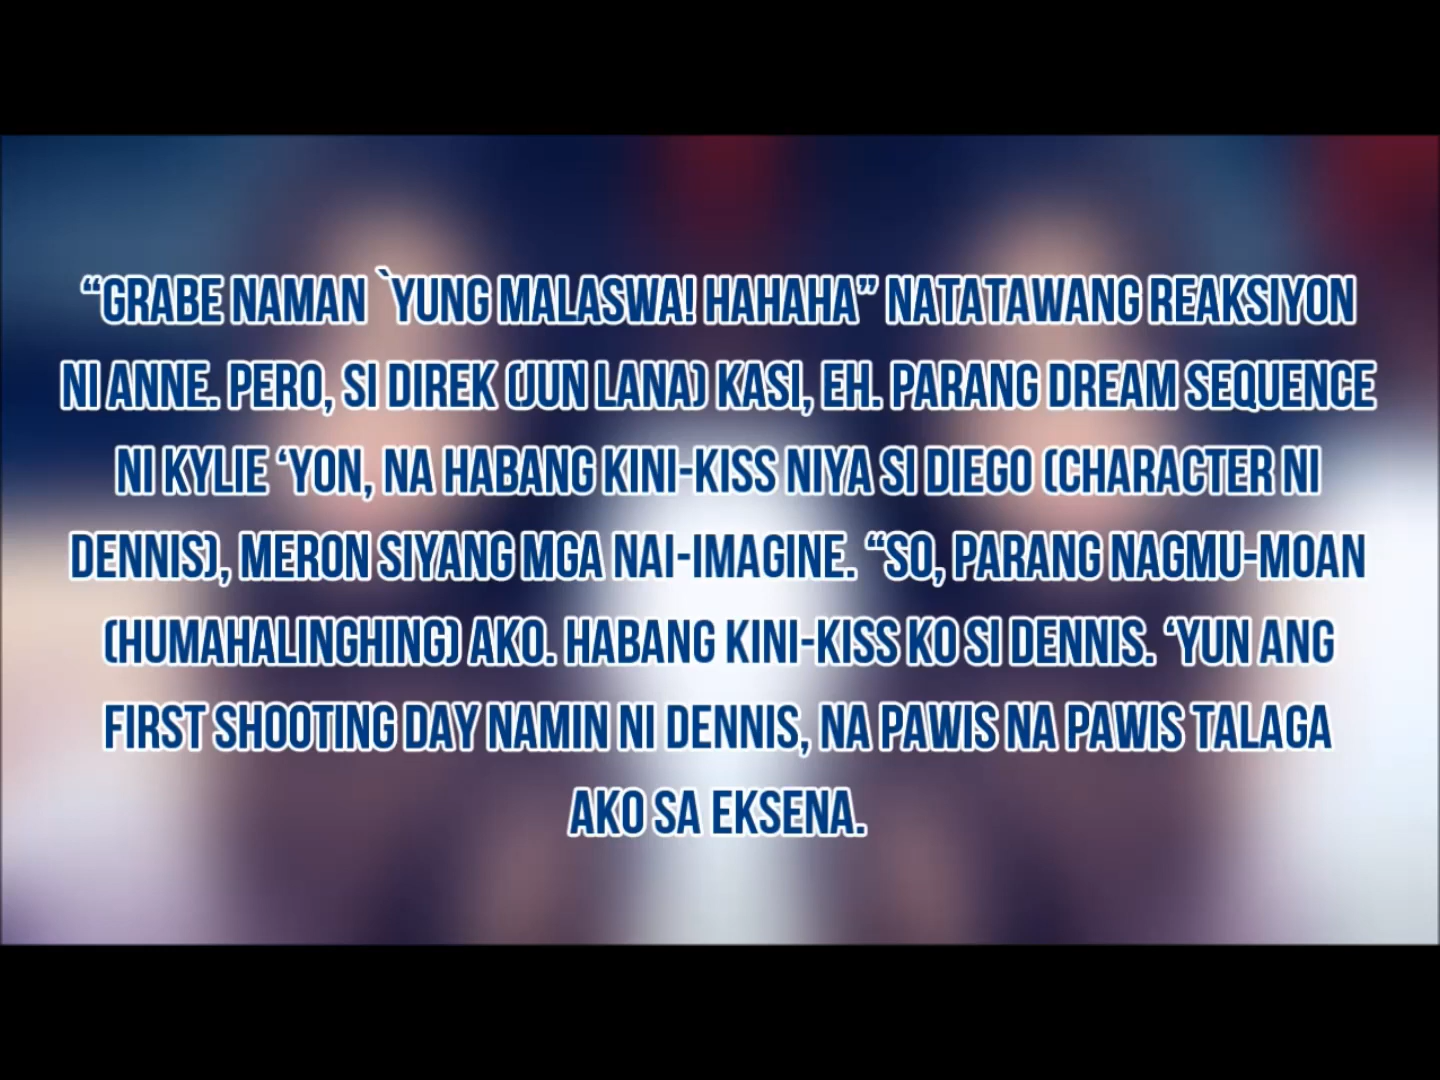 “GRABE NAMAN `YUNG MALASWA! HAHAHA” NATATAWANG REAKSIYON
NI ANNE. PERO, SI DIREK (JUN LANA) KASI, EH. PARANG DREAM SEQUENCE
NI KYLIE ‘YON, NA HABANG KINI-KISS NIYA SI DIEGO (CHARACTER NI
DENNIS), MERON SIYANG MGA NAI-IMAGINE. “SO, PARANG NAGMU-MOAN
(HUMAHALINGHING) AKO. HABANG KINI-KISS KO SI DENNIS. ‘YUN ANG
FIRST SHOOTING DAY NAMIN NI DENNIS, NA PAWIS NA PAWIS TALAGA
AKO SA EKSENA.